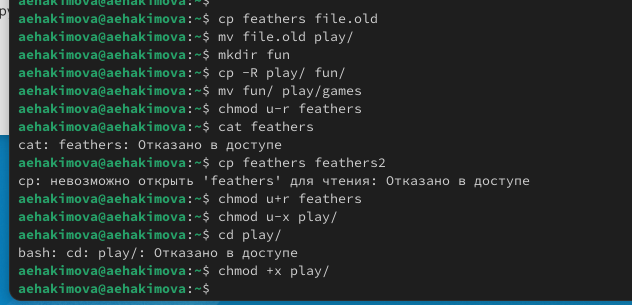 ру
aehakimova@aehakimova:~$
aehakimova@aehakimova:~$ cp feathers file.old
aehakimova@aehakimova:~$ mv file.old play/
aehakimova@aehakimova:~$ mkdir fun
aehakimova@aehakimova:~$ cp -R play/ fun/
aehakimova@aehakimova:~$ mv fun/ play/games
aehakimova@aehakimova:~$ chmod u-r feathers
aehakimova@aehakimova:~$ cat feathers
cat: feathers: Отказано в доступе
aehakimova@aehakimova:~$ cp feathers feathers2
cp: невозможно открыть 'feathers' для чтения: Отказано в доступе
aehakimova@aehakimova:~$ chmod u+r feathers
aehakimova@aehakimova:~$ chmod u-x play/
aehakimova@aehakimova:~$ cd play/
bash: cd: play/: Отказано в доступе
aehakimova@aehakimova:~$ chmod +x play/
aehakimova@aehakimova:~$